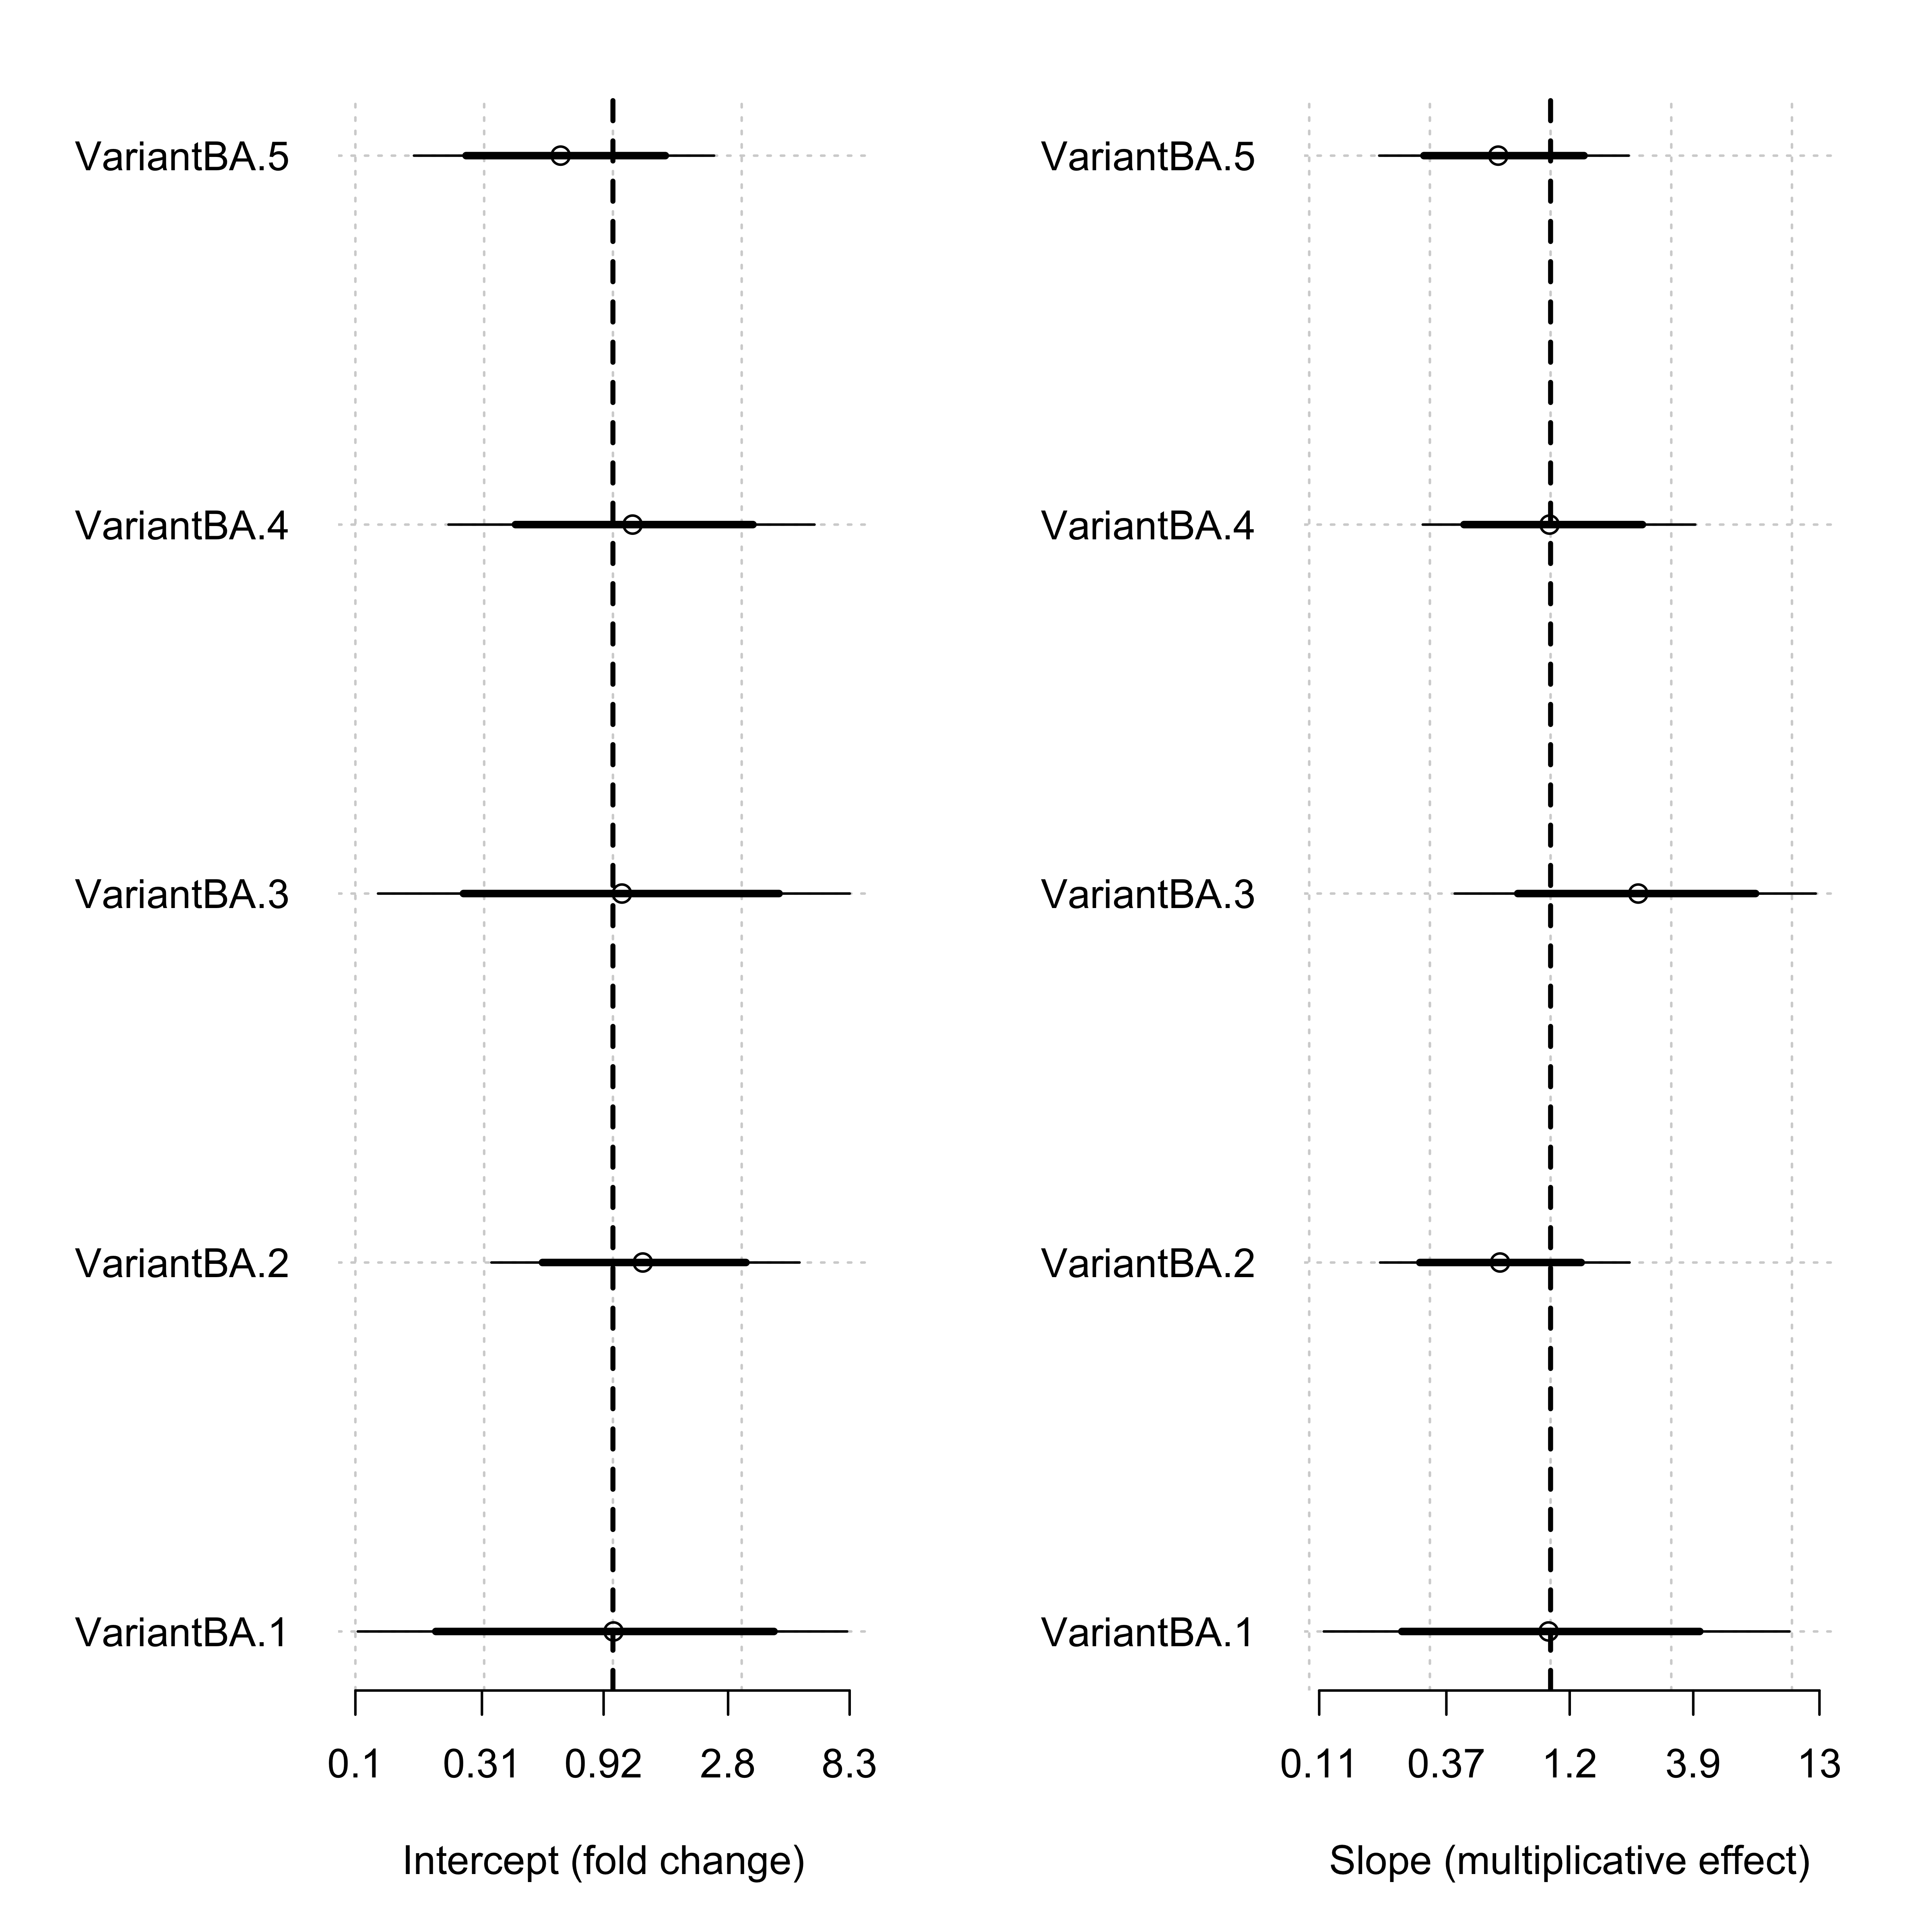 VariantBA.5
VariantBA.4
VariantBA.3
VariantBA.2
VariantBA.1
0.1 0.31 0.92 2.8 8.3
Intercept (fold change)
VariantBA.5
VariantBA.4
VariantBA.3
VariantBA.2
VariantBA.1
0.11 0.37 1.2 3.9 13
Slope (multiplicative effect)